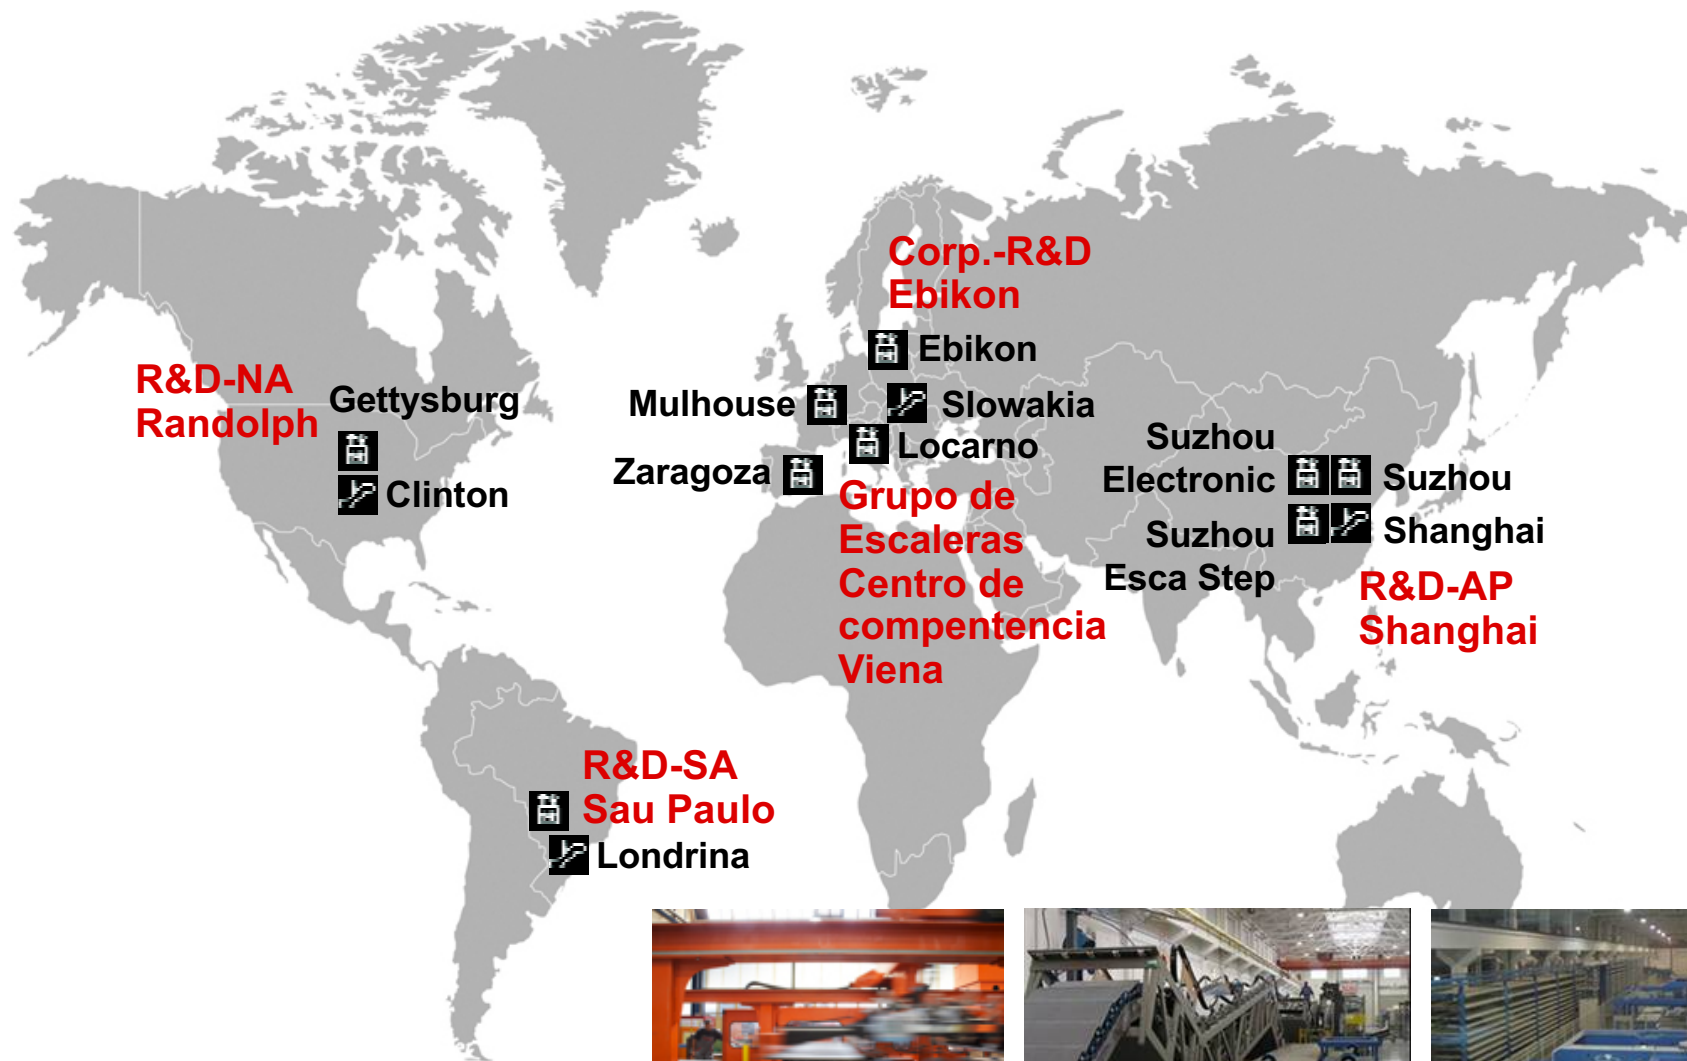 Corp.-R&D
Ebikon
Ebikon
R&D-NA
Randolph
Gettysburg
Clinton
Mulhouse
Slowakia
Locarno
Zaragoza
Grupo de
Escaleras
Centro de
compentencia
Viena
Suzhou
Electronic
Suzhou
Suzhou
Esca Step
Shanghai
R&D-AP
Shanghai
R&D-SA
Sau Paulo
Londrina